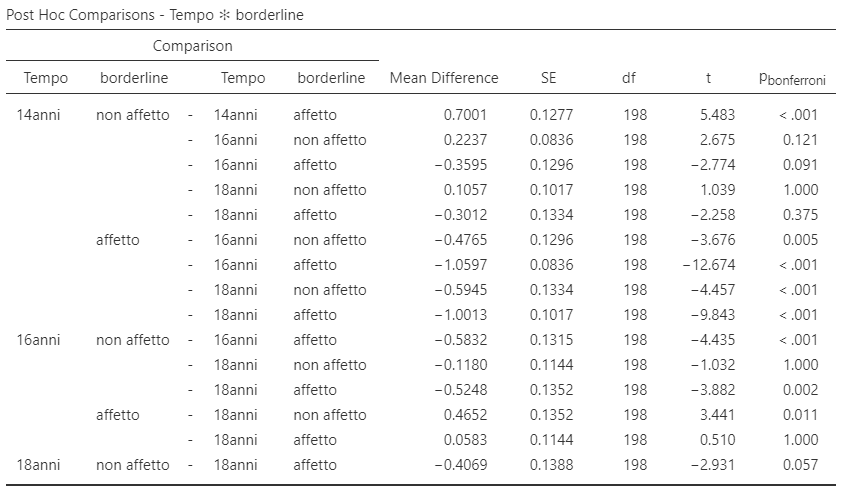 Post Hoc Comparisons - Tempo ✻ borderline
Comparison
Tempo borderline Tempo borderline Mean Difference SE df t pbonferroni
14anni non affetto - 14anni affetto 0.7001 0.1277 198 5.483 < .001
- 16anni non affetto 0.2237 0.0836 198 2.675 0.121
- 16anni affetto −0.3595 0.1296 198 −2.774 0.091
- 18anni non affetto 0.1057 0.1017 198 1.039 1.000
- 18anni affetto −0.3012 0.1334 198 −2.258 0.375
affetto - 16anni non affetto −0.4765 0.1296 198 −3.676 0.005
- 16anni affetto −1.0597 0.0836 198 −12.674 < .001
- 18anni non affetto −0.5945 0.1334 198 −4.457 < .001
- 18anni affetto −1.0013 0.1017 198 −9.843 < .001
16anni non affetto - 16anni affetto −0.5832 0.1315 198 −4.435 < .001
- 18anni non affetto −0.1180 0.1144 198 −1.032 1.000
- 18anni affetto −0.5248 0.1352 198 −3.882 0.002
affetto - 18anni non affetto 0.4652 0.1352 198 3.441 0.011
- 18anni affetto 0.0583 0.1144 198 0.510 1.000
18anni non affetto - 18anni affetto −0.4069 0.1388 198 −2.931 0.057